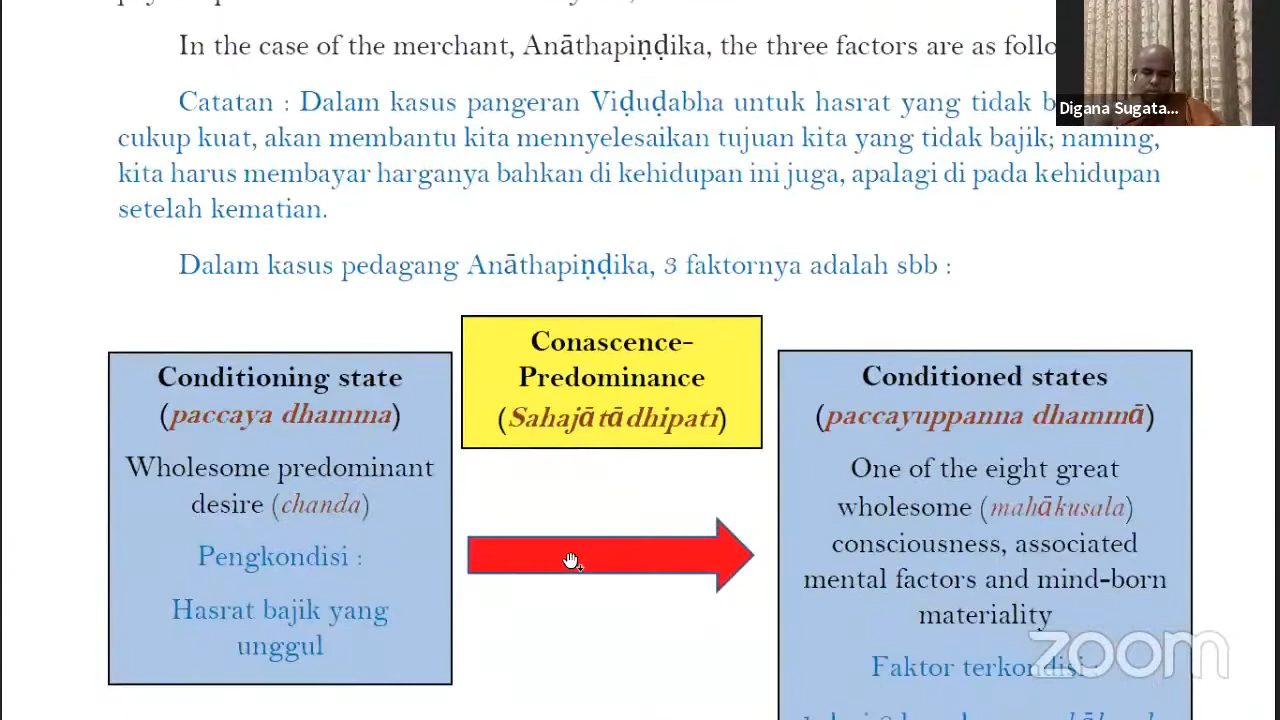 In the case of the merchant, Anāthapiṇḍika, the three factors are as
Digana Sugata...
Catatan : Dalam kasus pangeran Viḍuḍabha untuk hasrat yang tidak
cukup kuat, akan membantu kita mennyelesaikan tujuan kita yang tidak bajik; naming,
kita harus membayar harganya bahkan di kehidupan ini juga, apalagi di pada kehidupan
setelah kematian.
Dalam kasus pedagang Anāthapiṇḍika, 3 faktornya adalah sbb :
Conditioning state
(paccaya dhamma)
Wholesome predominant
desire (chanda)
Pengkondisi :
Hasrat bajik yang
unggul
Conascence-
Predominance
(Sahajātādhipati)
Conditioned states
(paccayuppanna dhammā)
One of the eight great
wholesome (mahākusala)
consciousness, associated
mental factors and mind-born
materiality
Faktor terkondisi :
zoom